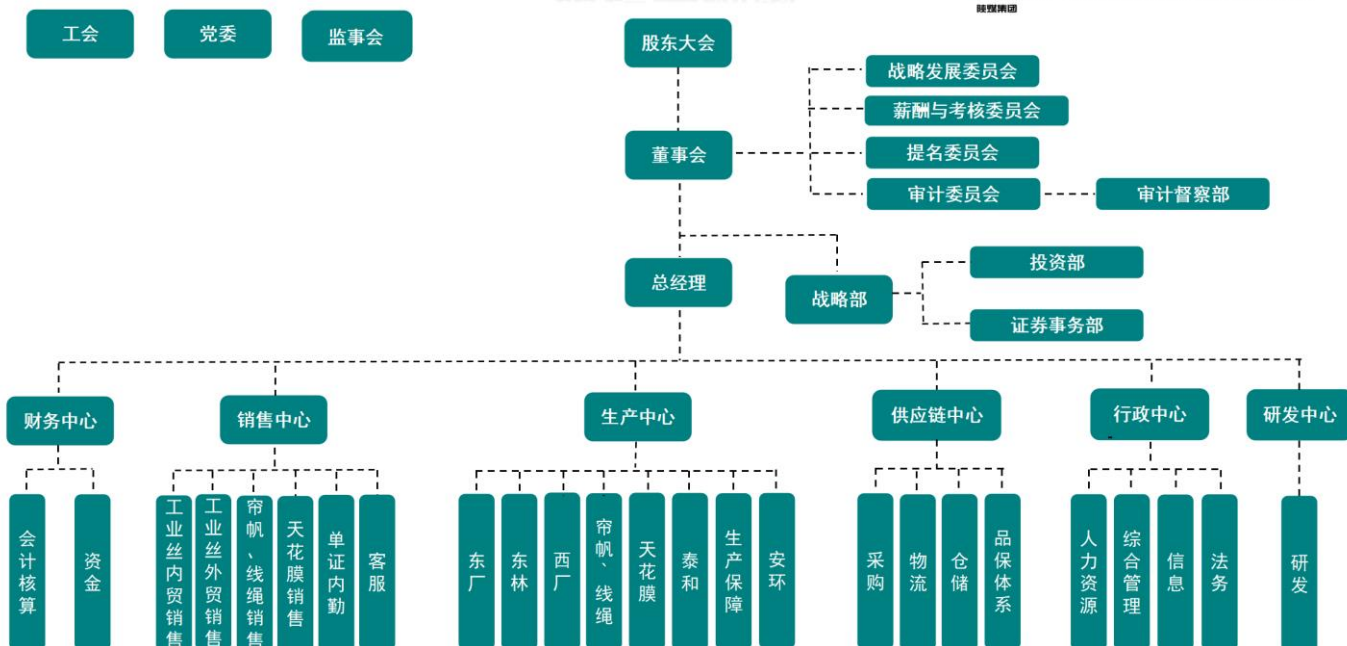 工会
党委
监事会
股东大会
战略发展委员会
薪酬与考核委员会
董事会
提名委员会
审计委员会
审计督察部
总经理
战略部
投资部
证券事务部
财务中心
销售中心
生产中心
供应链中心
行政中心
研发中心
会计核算
资金
工业丝内贸销售
工业丝外贸销售
帘帆、线绳销售
天花膜销售
单证内勤
客服
东厂
东林
西厂
帘帆、线绳
天花膜
泰和
生产保障
安环
采购
物流
仓储
品保体系
人力资源
综合管理
信息
法务
研发